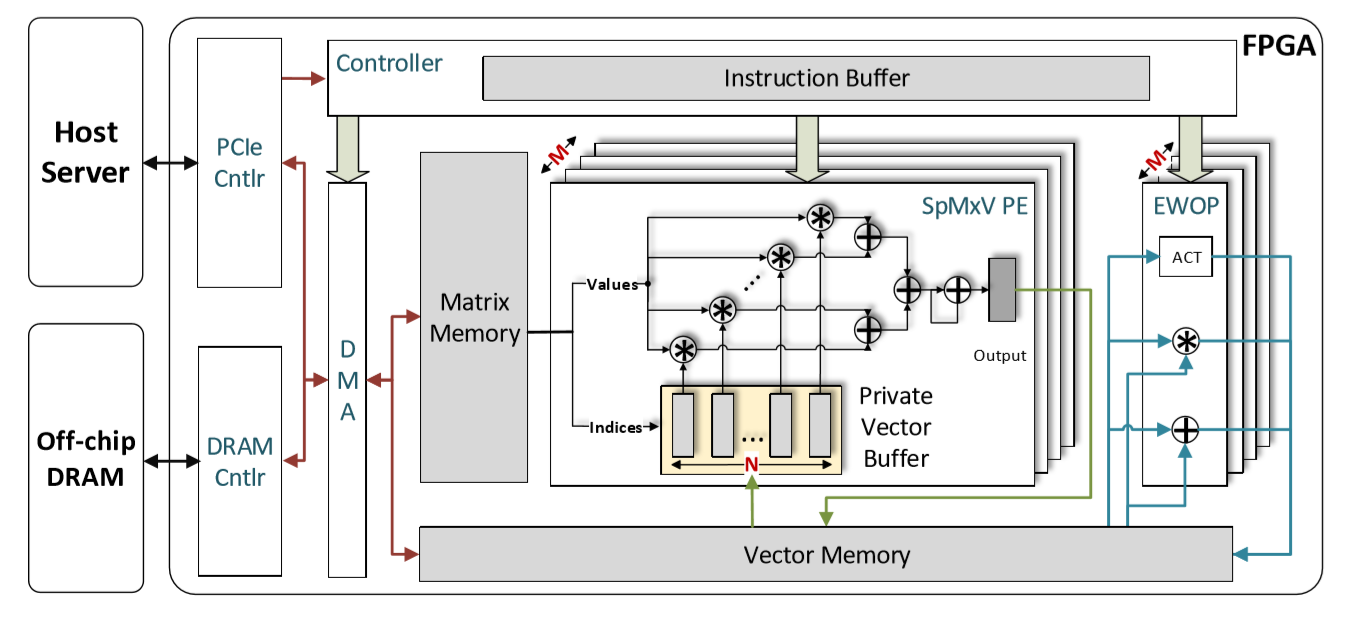 FPGA
Host
Server
PCIe
Cntlr
Controller
Instruction Buffer
M
M
SpMxV PE
EWOP
Matrix
Memory
Values
ACT
D
M
A
Output
Off-chip
DRAM
DRAM
Cntlr
Indices
Private
Vector
Buffer
...
...
N
Vector Memory